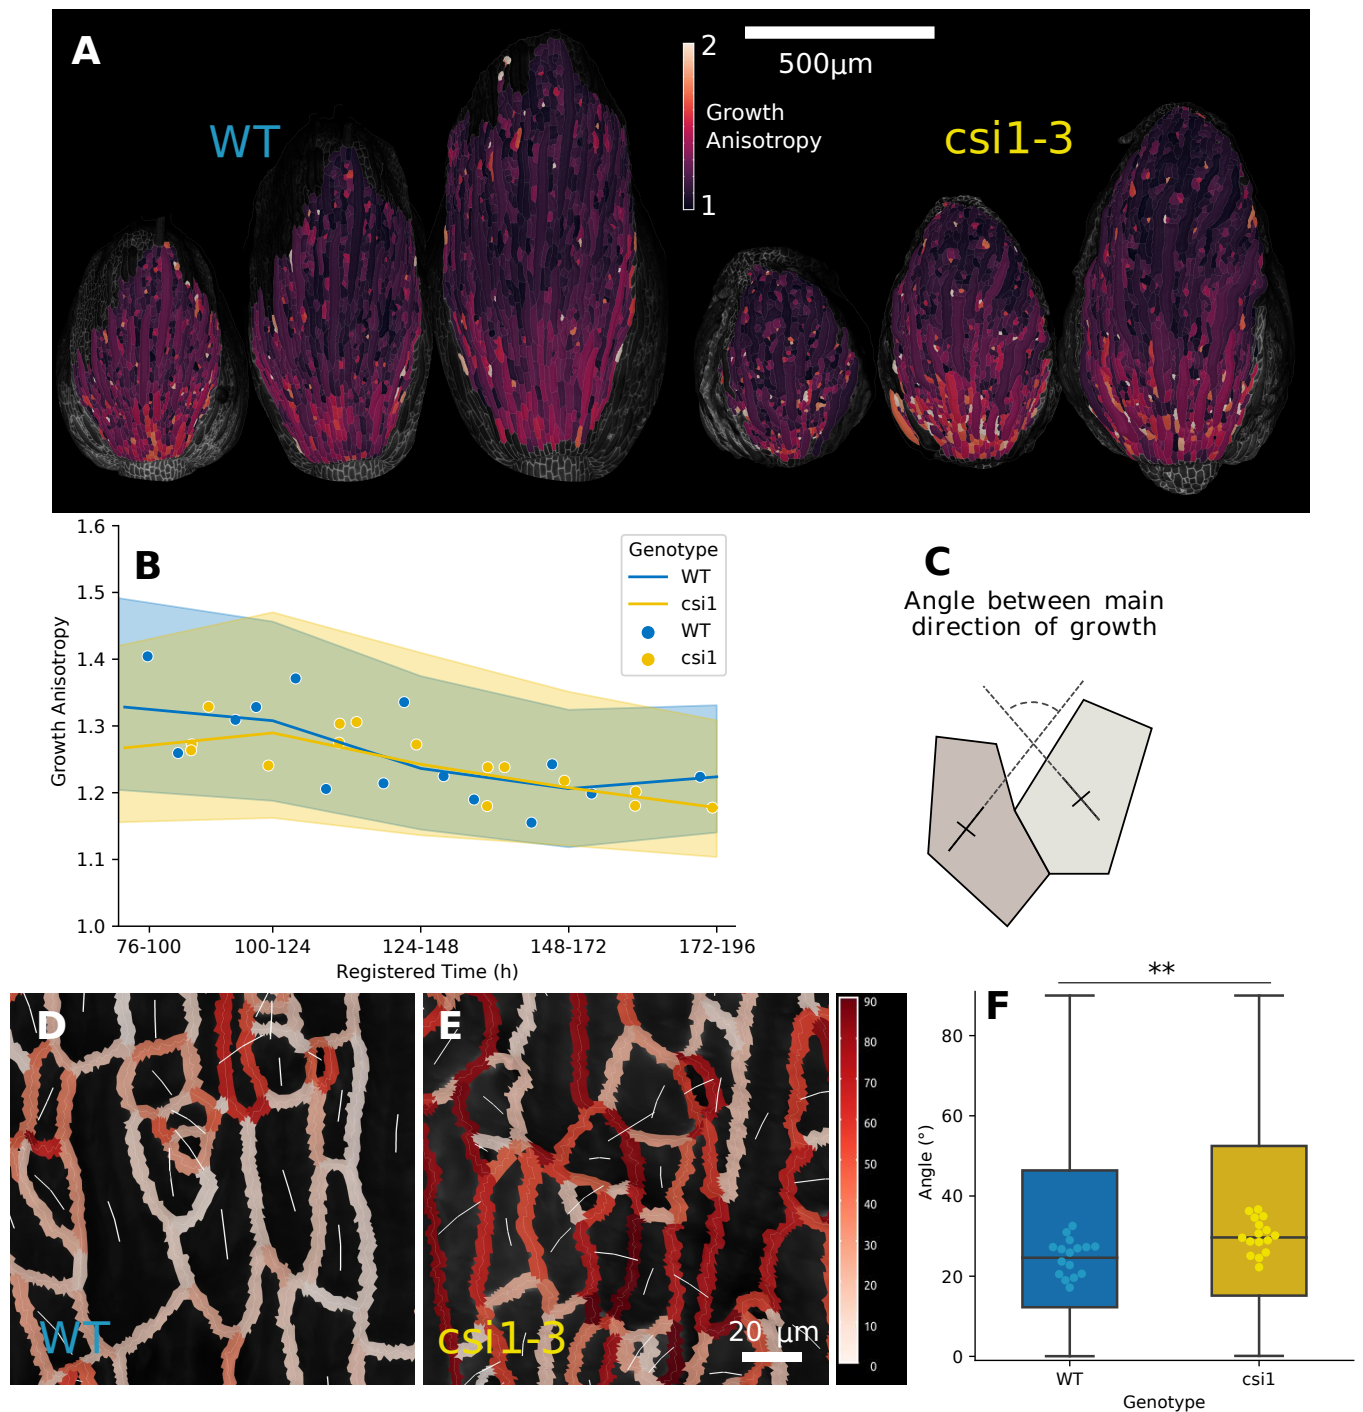 A
WT
2
Growth
Anisotropy
1
500µm
csi1-3
B
1.6
1.5
1.4
1.3
1.2
1.1
1.0
Growth Anisotropy
76-100
100-124
124-148
148-172
172-196
Registered Time (h)
Genotype
WT
csi1
WT
csi1
C
Angle between main
direction of growth
D
WT
E
csi1-3
20 µm
90
80
70
60
50
40
30
20
10
0
F
**
80
60
40
20
0
Angle (°)
WT
csi1
Genotype